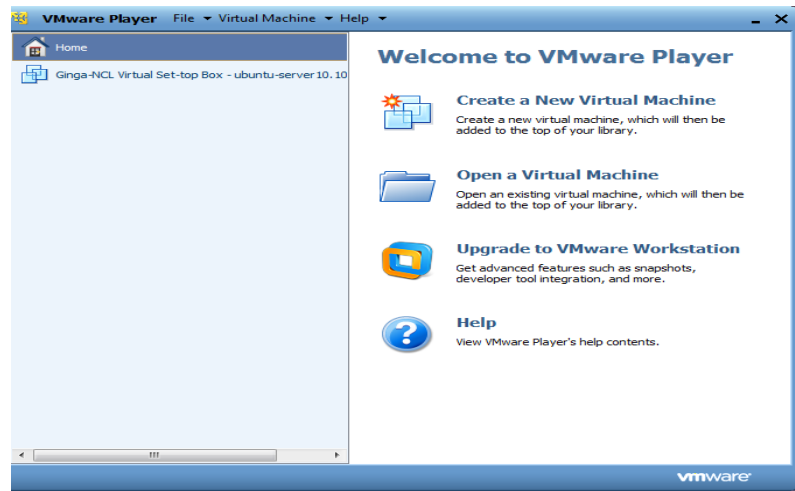 VMware Player File Virtual Machine Help
Home
Ginga-NCL Virtual Set-top Box - ubuntu-server 10.10
Welcome to VMware Player
Create a New Virtual Machine
Create a new virtual machine, which will then be
added to the top of your library.
Open a Virtual Machine
Open an existing virtual machine, which will then be
added to the top of your library.
Upgrade to VMware Workstation
Get advanced features such as snapshots,
developer tool integration, and more.
Help
View VMware Player's help contents.
vmware